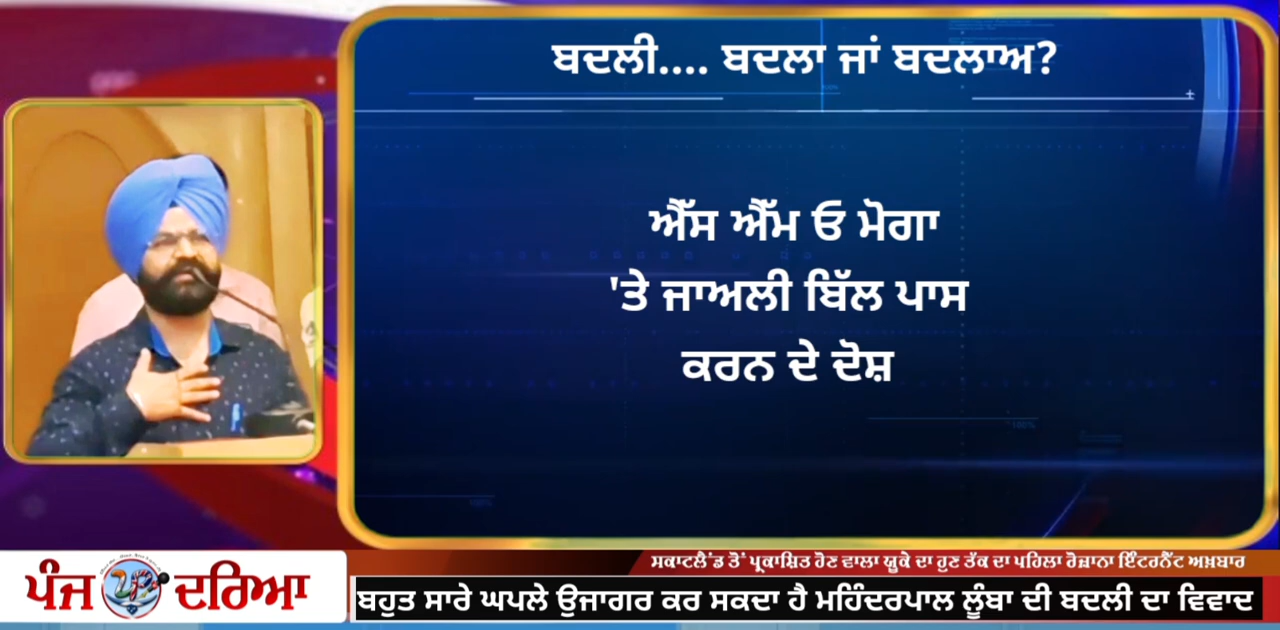 ਬਦਲੀ.... ਬਦਲਾ ਜਾਂ ਬਦਲਾਅ?
ਐੱਸ ਐੱਮ ਓ ਮੋਗਾ
'ਤੇ ਜਾਅਲੀ ਬਿੱਲ ਪਾਸ
ਕਰਨ ਦੇ ਦੋਸ਼
ਸਕਾਟਲੈਂਡ ਤੋਂ ਪ੍ਰਕਾਸ਼ਿਤ ਹੋਣ ਵਾਲਾ ਯੂਕੇ ਦਾ ਹੁਣ ਤੱਕ ਦਾ ਪਹਿਲਾ ਰੋਜ਼ਾਨਾ ਇੰਟਰਨੈੱਟ ਅਖ਼ਬਾਰ
ਪੰਜ ਦਰਿਆ
ਬਹੁਤ ਸਾਰੇ ਘਪਲੇ ਉਜਾਗਰ ਕਰ ਸਕਦਾ ਹੈ ਮਹਿੰਦਰਪਾਲ ਲੂੰਬਾ ਦੀ ਬਦਲੀ ਦਾ ਵਿਵਾਦ